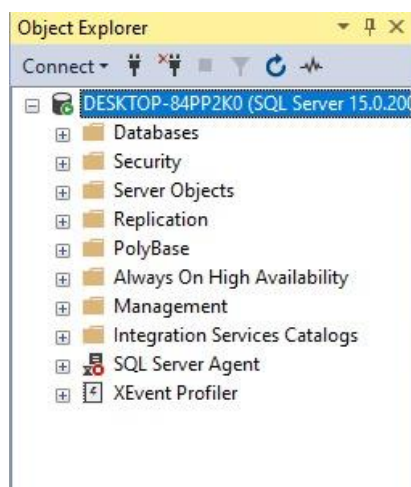 Object Explorer
Connect
DESKTOP-84PP2K0 (SQL Server 15.0.200
Databases
Security
Server Objects
Replication
PolyBase
Always On High Availability
Management
Integration Services Catalogs
SQL Server Agent
XEvent Profiler